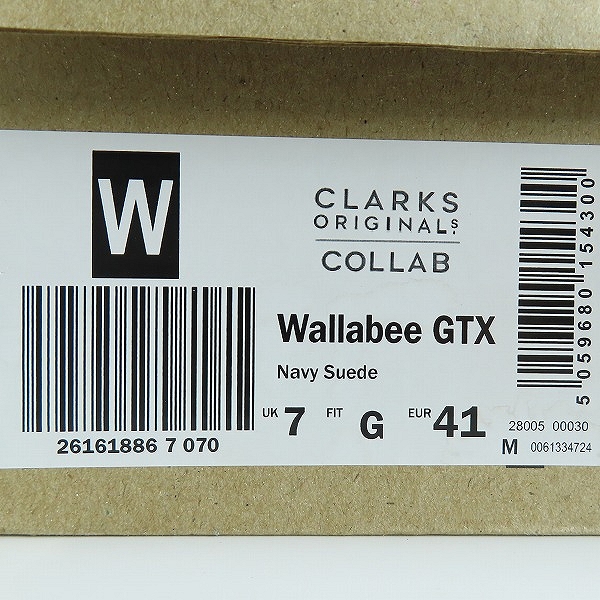 W
CLARKS
ORIGINALS.
COLLAB
Wallabee GTX
Navy Suede
UK 7 FIT G EUR 41
26161886 7 070
28005 00030
M 0061334724
5 059680 154300